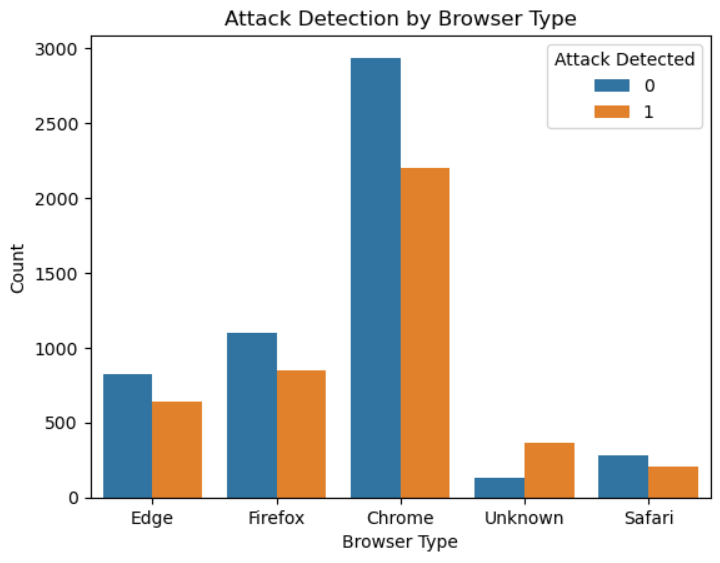 Attack Detection by Browser Type
Attack Detected
0
1
Count
3000
2500
2000
1500
1000
500
0
Edge Firefox Chrome Unknown Safari
Browser Type